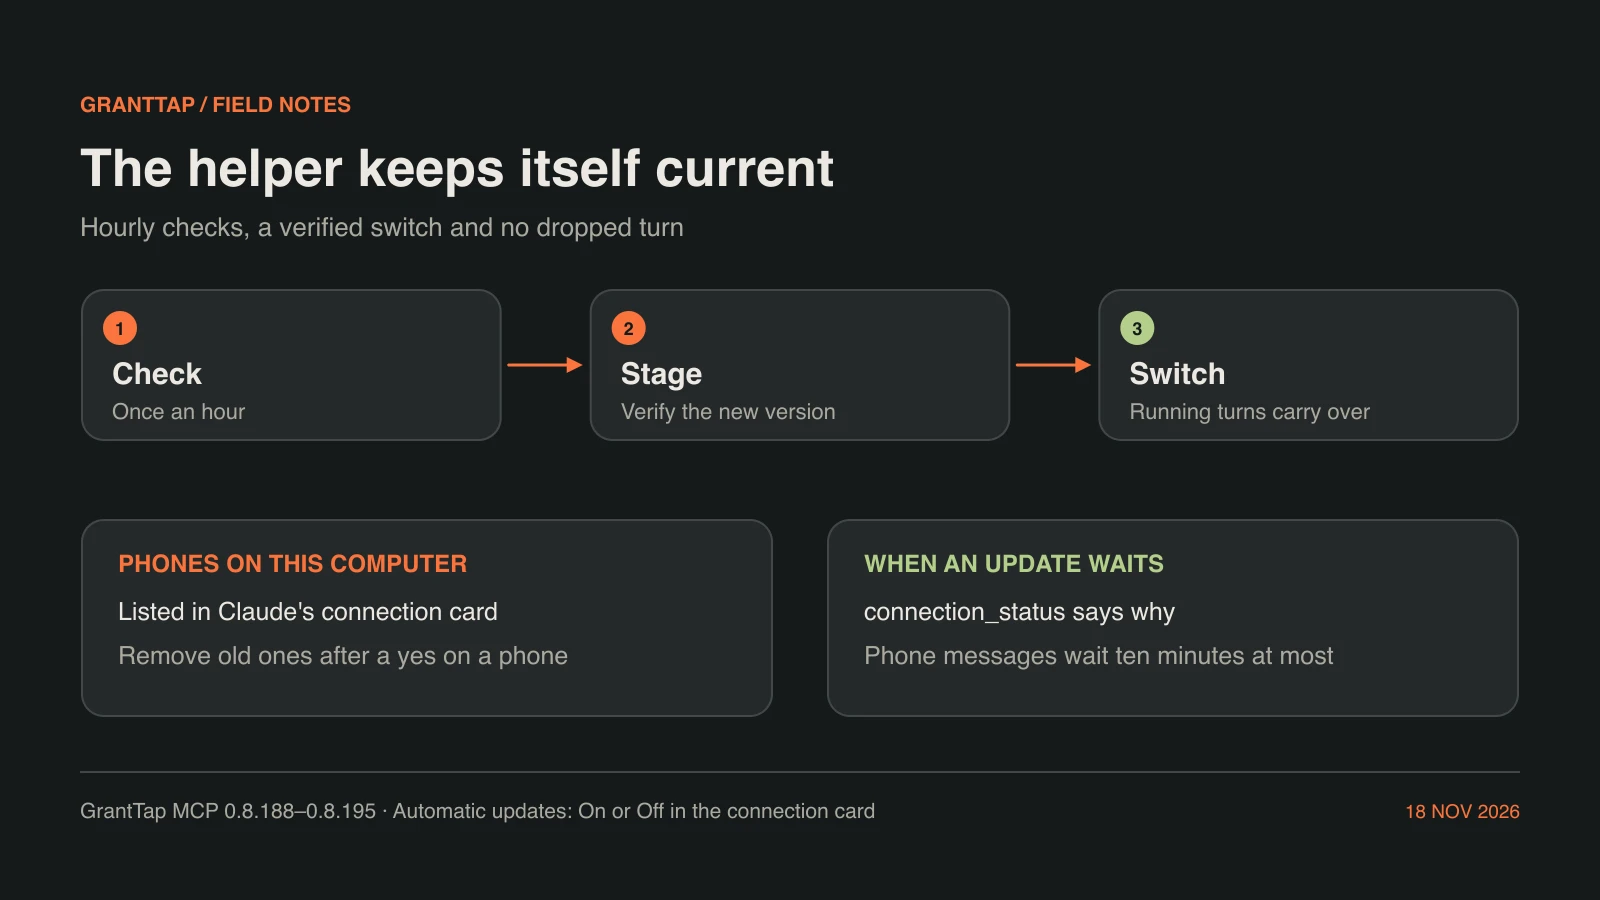 GRANTTAP / FIELD NOTES
The helper keeps itself current
Hourly checks, a verified switch and no dropped turn
1
Check
Once an hour
2
Stage
Verify the new version
3
Switch
Running turns carry over
PHONES ON THIS COMPUTER
Listed in Claude's connection card
Remove old ones after a yes on a phone
WHEN AN UPDATE WAITS
connection_status says why
Phone messages wait ten minutes at most
GrantTap MCP 0.8.188–0.8.195 · Automatic updates: On or Off in the connection card
18 NOV 2026